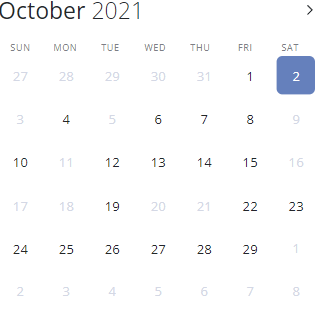 October 2021
SUN MON TUE WED THU FRI SAT
27 28 29 30 31 1 2
3 4 5 6 7 8 9
10 11 12 13 14 15 16
17 18 19 20 21 22 23
24 25 26 27 28 29 1
2 3 4 5 6 7 8